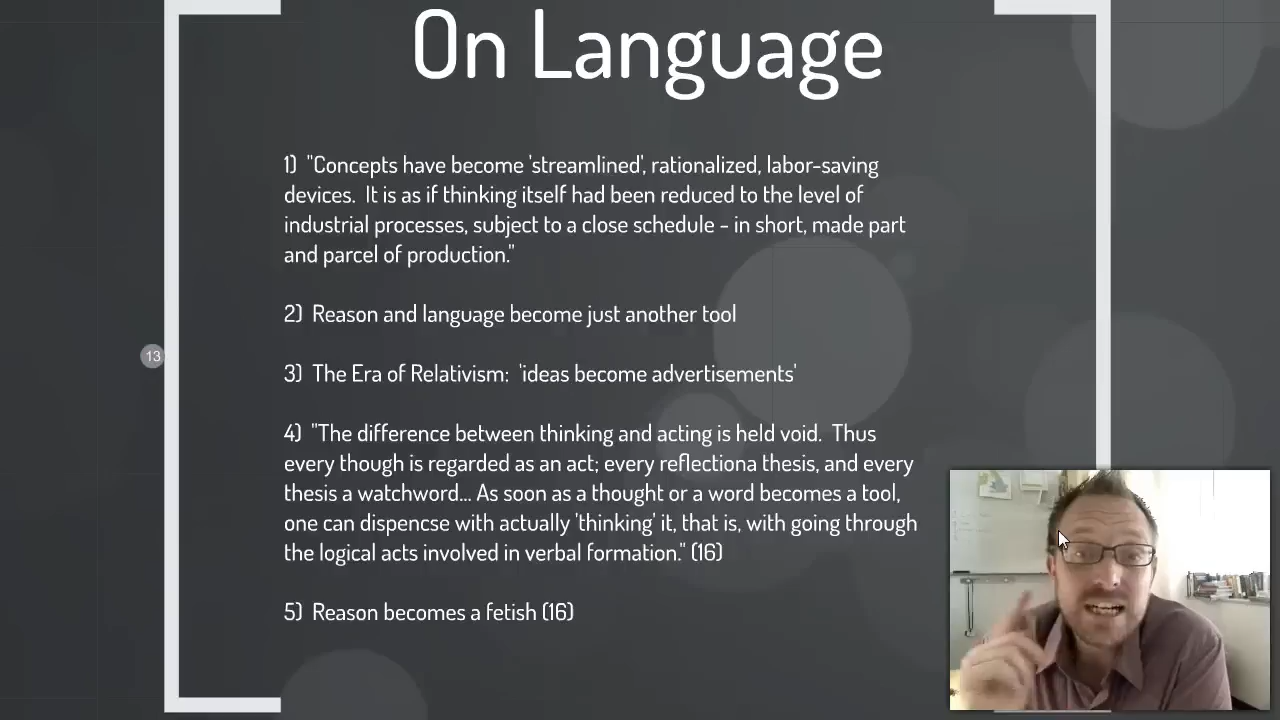 On Language
1) "Concepts have become 'streamlined', rationalized, labor-saving
devices. It is as if thinking itself had been reduced to the level of
industrial processes, subject to a close schedule - in short, made part
and parcel of production."
2) Reason and language become just another tool
13
3) The Era of Relativism: 'ideas become advertisements'
4) "The difference between thinking and acting is held void. Thus
every though is regarded as an act; every reflectiona thesis, and every
thesis a watchword... As soon as a thought or a word becomes a tool,
one can dispencse with actually 'thinking' it, that is, with going through
the logical acts involved in verbal formation." (16)
5) Reason becomes a fetish (16)